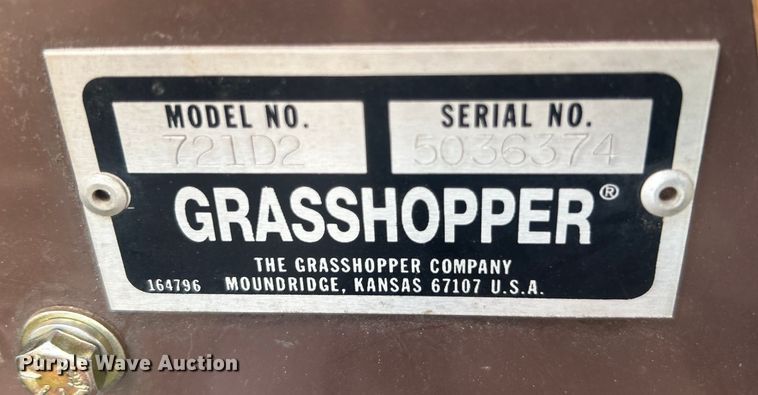 MODEL NO. SERIAL NO.
721D2 5036374
GRASSHOPPER®
THE GRASSHOPPER COMPANY
164796 MOUNDRIDGE, KANSAS 67107 U.S.A.
Purple Wave Auction